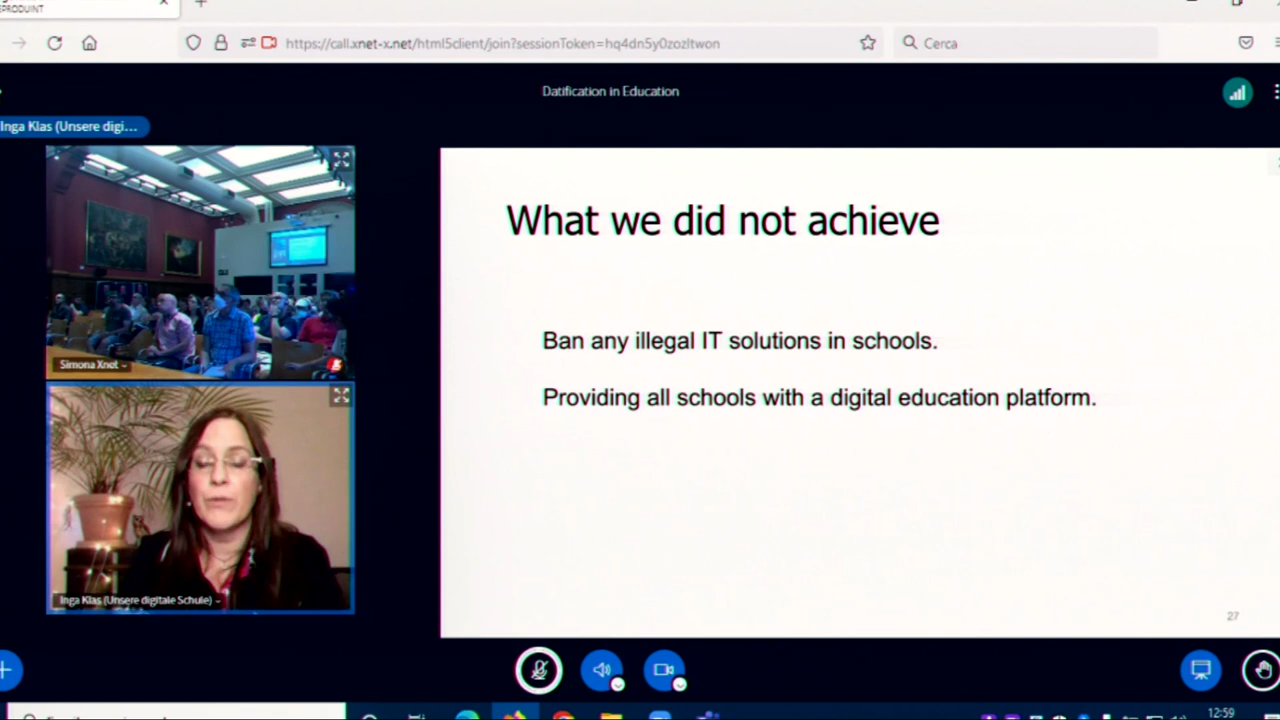 REPRODUINT
https://call.xnet-x.net/html5client/join?sessionToken=hq4dn5y0zozltwon
Cerca
Datification in Education
Inga Klas (Unsere digi...
Simona Xnet
Inga Klas (Unsere digitale Schule)
What we did not achieve
Ban any illegal IT solutions in schools.
Providing all schools with a digital education platform.
27
12:59